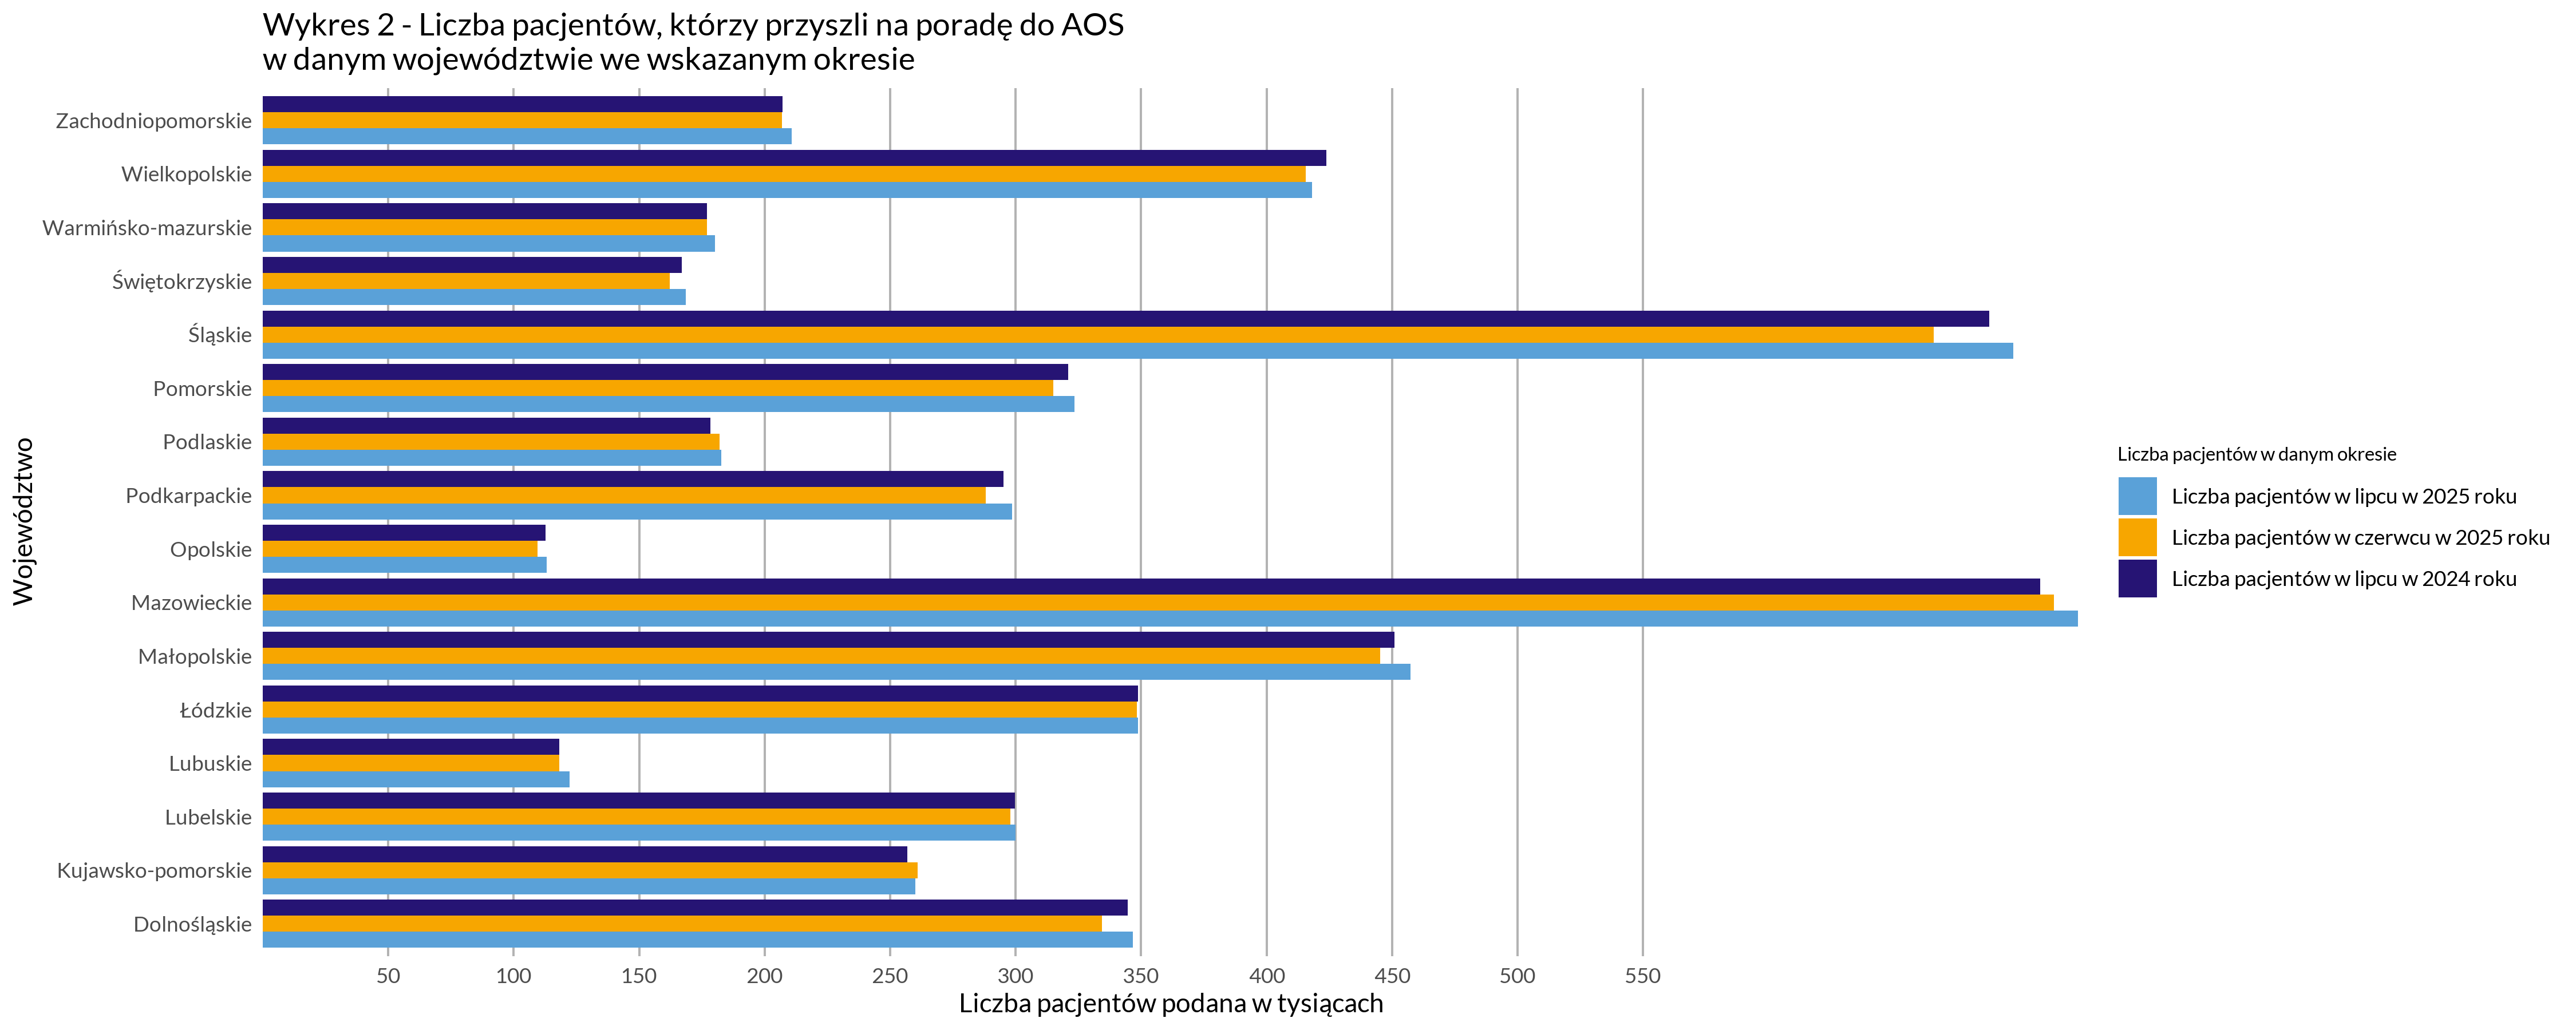 Wykres 2 - Liczba pacjentów, którzy przyszli na poradę do AOS
w danym województwie we wskazanym okresie
Województwo
Zachodniopomorskie
Wielkopolskie
Warmińsko-mazurskie
Świętokrzyskie
Śląskie
Pomorskie
Podlaskie
Podkarpackie
Opolskie
Mazowieckie
Małopolskie
Łódzkie
Lubuskie
Lubelskie
Kujawsko-pomorskie
Dolnośląskie
50 100 150 200 250 300 350 400 450 500 550
Liczba pacjentów podana w tysiącach
Liczba pacjentów w danym okresie
Liczba pacjentów w lipcu w 2025 roku
Liczba pacjentów w czerwcu w 2025 roku
Liczba pacjentów w lipcu w 2024 roku